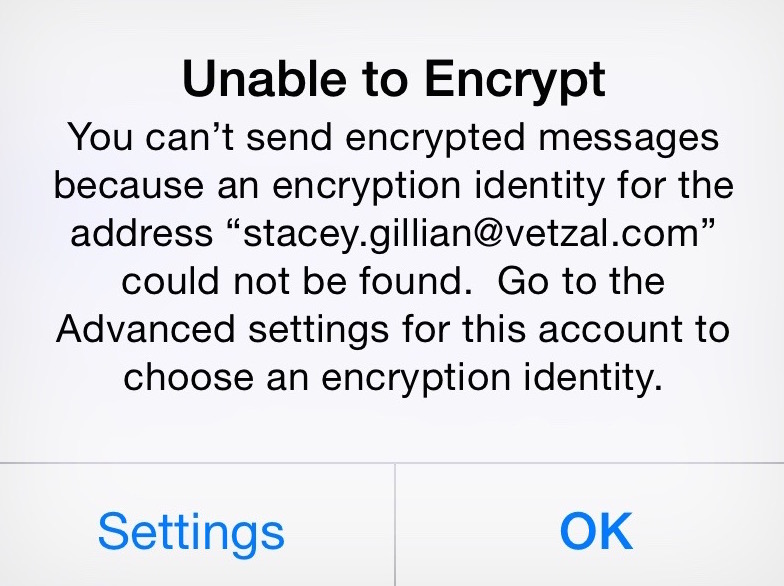 Unable to Encrypt
You can’t send encrypted messages
because an encryption identity for the
address “stacey.gillian@vetzal.com”
could not be found.  Go to the
Advanced settings for this account to
choose an encryption identity.
Settings
OK